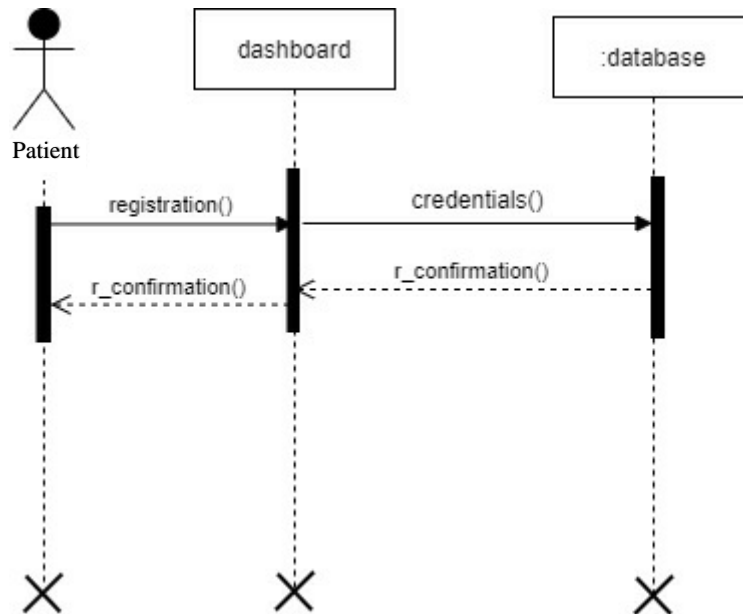 dashboard
:database
Patient
registration()
credentials()
r_confirmation()
r_confirmation()